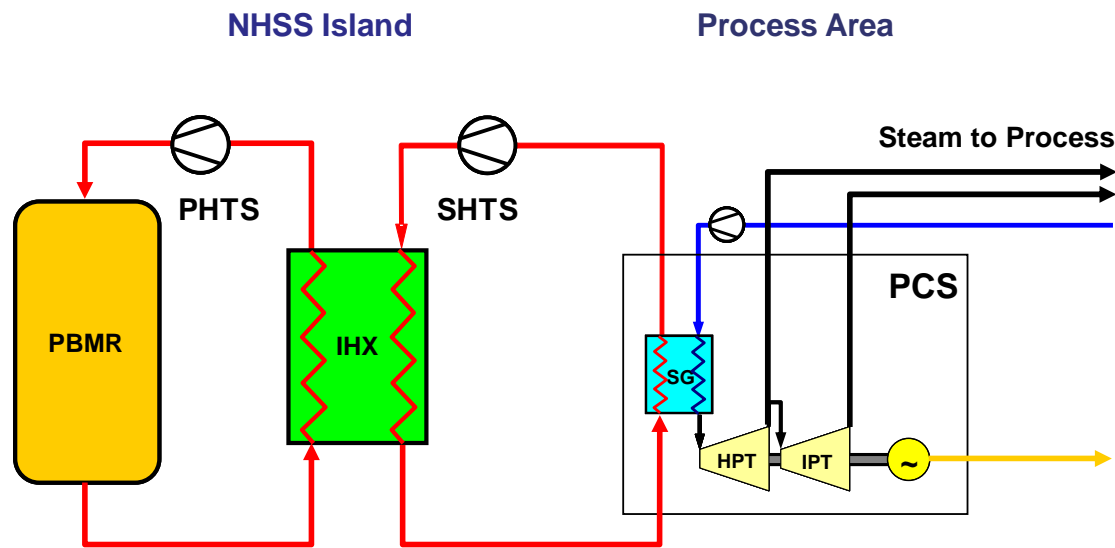 NHSS Island
Process Area
Steam to Process
PHTS
SHTS
PCS
PBMR
IHX
SG
HPT
IPT
~